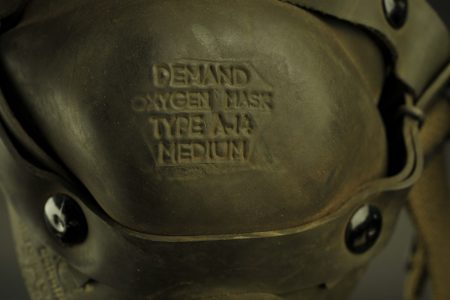 DEMAND
OXYGEN MASK
TYPE A-14
MEDIUM